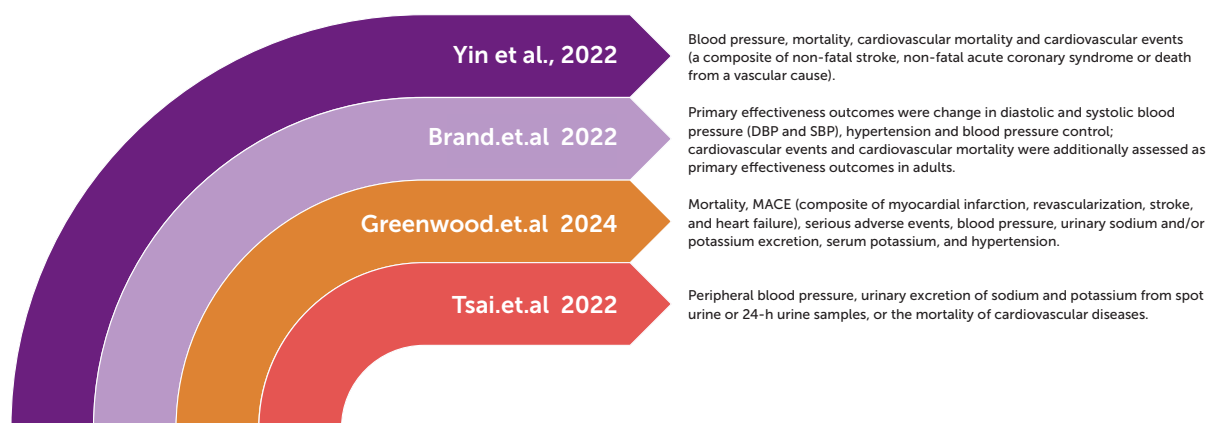 Yin et al., 2022
Blood pressure, mortality, cardiovascular mortality and cardiovascular events
(a composite of non-fatal stroke, non-fatal acute coronary syndrome or death
from a vascular cause).
Brand.et.al 2022
Primary effectiveness outcomes were change in diastolic and systolic blood
pressure (DBP and SBP), hypertension and blood pressure control;
cardiovascular events and cardiovascular mortality were additionally assessed as
primary effectiveness outcomes in adults.
Greenwood.et.al 2024
Mortality, MACE (composite of myocardial infarction, revascularization, stroke,
and heart failure), serious adverse events, blood pressure, urinary sodium and/or
potassium excretion, serum potassium, and hypertension.
Tsai.et.al 2022
Peripheral blood pressure, urinary excretion of sodium and potassium from spot
urine or 24-h urine samples, or the mortality of cardiovascular diseases.